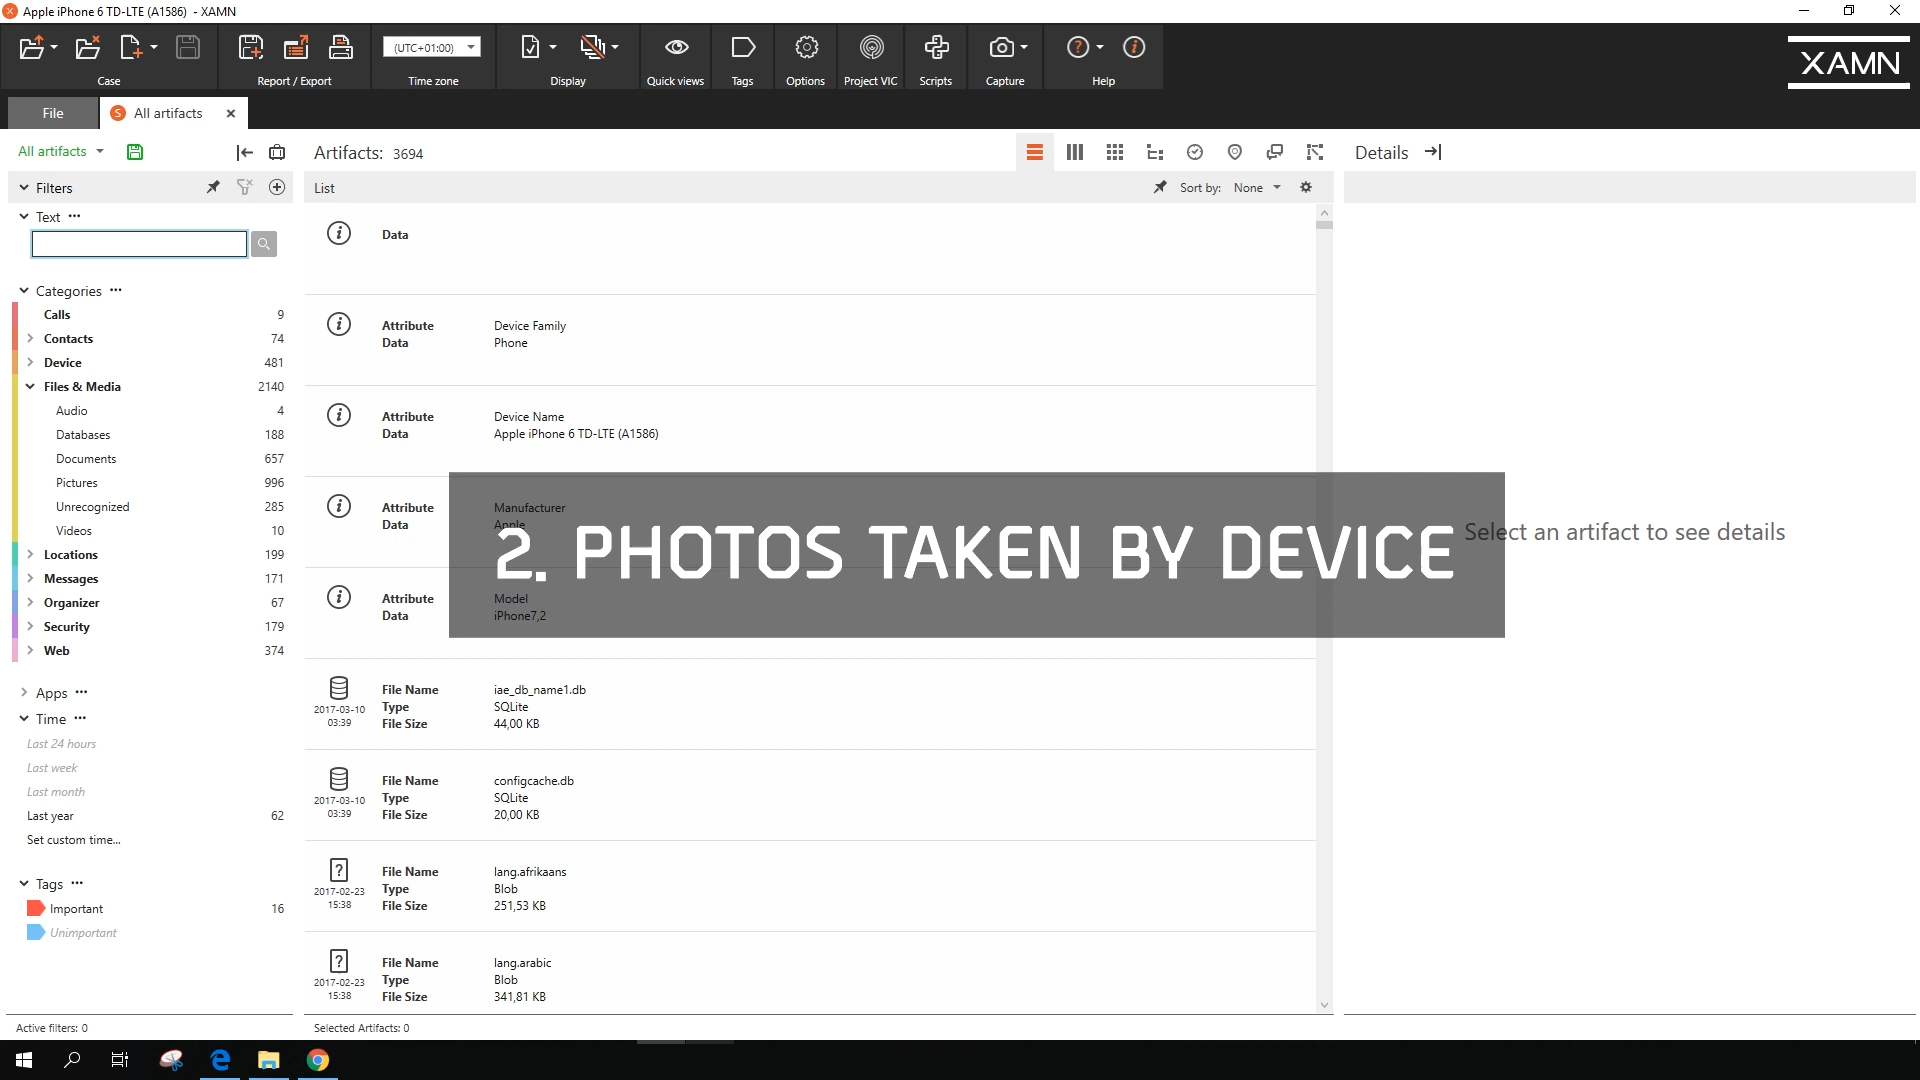 Apple iPhone 6 TD-LTE (A1586) - XAMN
(UTC+01:00)
Case
Report / Export
Time zone
Display
Quick views
Tags
Options
Project VIC
Scripts
Capture
Help
XAMN
File
All artifacts
All artifacts
Artifacts: 3694
Details
Filters
List
Sort by: None
Text
Categories
Calls 9
Contacts 74
Device 481
Files & Media 2140
Audio 4
Databases 188
Documents 657
Pictures 996
Unrecognized 285
Videos 10
Locations 199
Messages 171
Organizer 67
Security 179
Web 374
Apps
Time
Last 24 hours
Last week
Last month
Last year 62
Set custom time...
Tags
Important 16
Unimportant
Active filters: 0
Data
Attribute Device Family
Data Phone
Attribute Device Name
Data Apple iPhone 6 TD-LTE (A1586)
Attribute Manufacturer
Data Apple
2. PHOTOS TAKEN BY DEVICE
Attribute Model
Data iPhone7,2
File Name iae_db_name1.db
Type SQLite
File Size 44,00 KB
2017-03-10
03:39
File Name configcache.db
Type SQLite
File Size 20,00 KB
2017-03-10
03:39
File Name lang.afrikaans
Type Blob
File Size 251,53 KB
2017-02-23
15:38
File Name lang.arabic
Type Blob
File Size 341,81 KB
2017-02-23
15:38
Selected Artifacts: 0
Select an artifact to see details